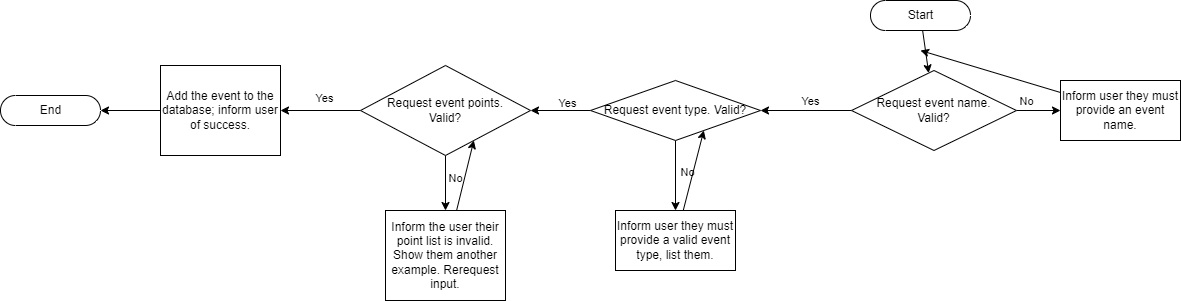 Start
Request event name.
Valid?
No
Inform user they must
provide an event
name.
Yes
Request event type. Valid?
No
Inform user they must
provide a valid event
type, list them.
Yes
Request event points.
Valid?
No
Inform the user their
point list is invalid.
Show them another
example. Rerequest
input.
Yes
Add the event to the
database; inform user
of success.
End